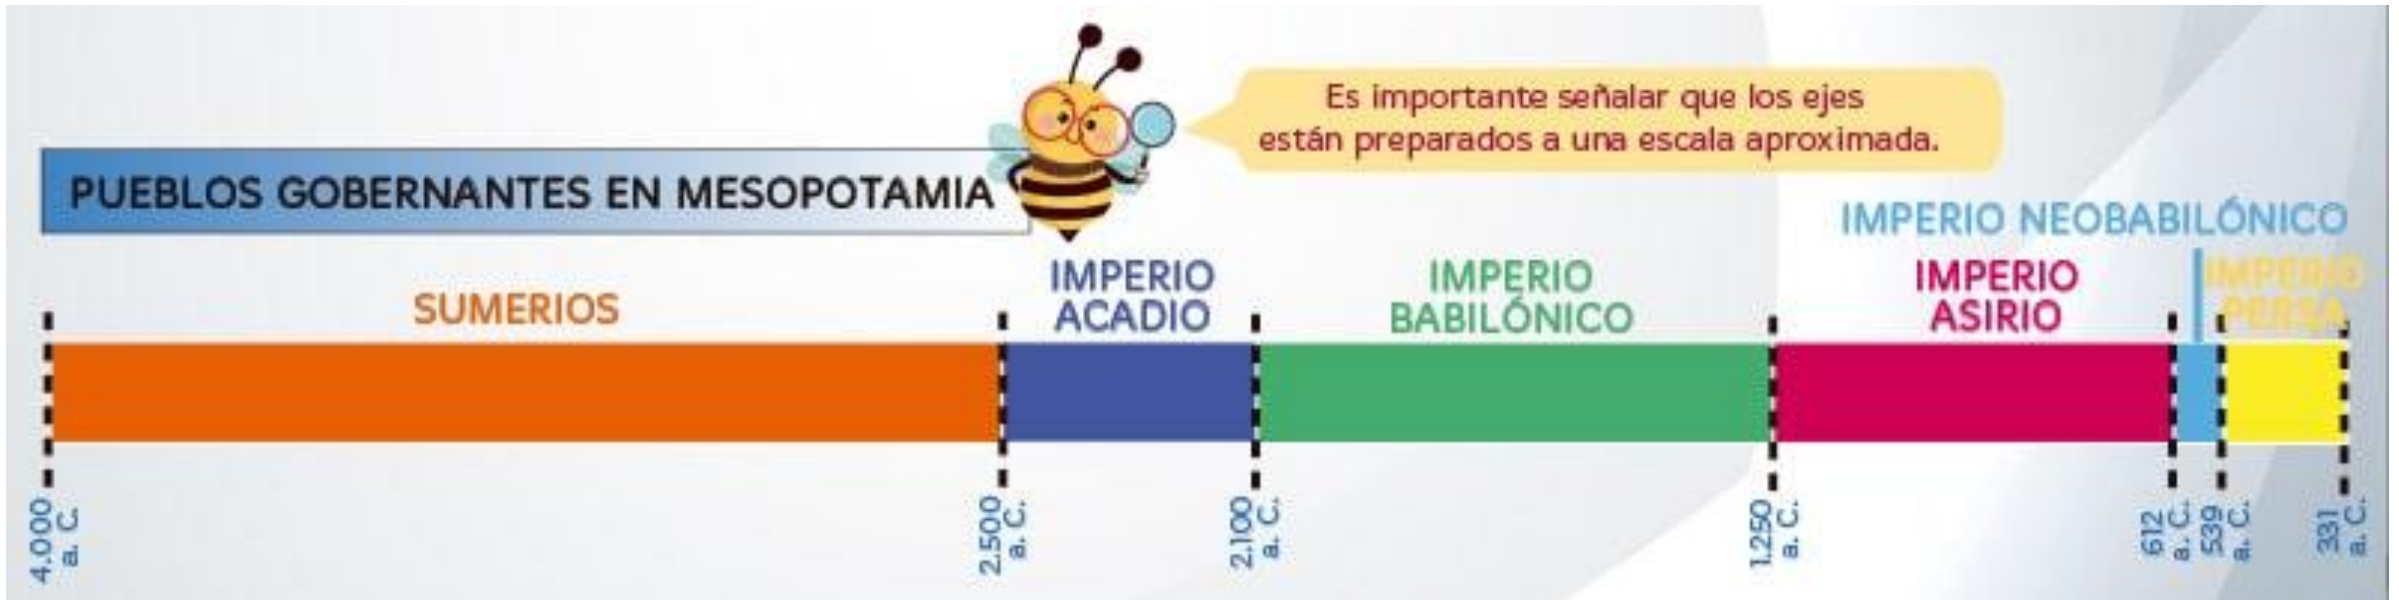 Es importante señalar que los ejes
están preparados a una escala aproximada.
PUEBLOS GOBERNANTES EN MESOPOTAMIA
IMPERIO NEOBABILÓNICO
SUMERIOS
IMPERIO
ACADIO
IMPERIO
BABILÓNICO
IMPERIO
ASIRIO
IMPERIO
PERSA
4.000
a. C.
2.500
a. C.
2.100
a. C.
1.250
a. C.
612
a. C.
539
a. C.
331
a. C.